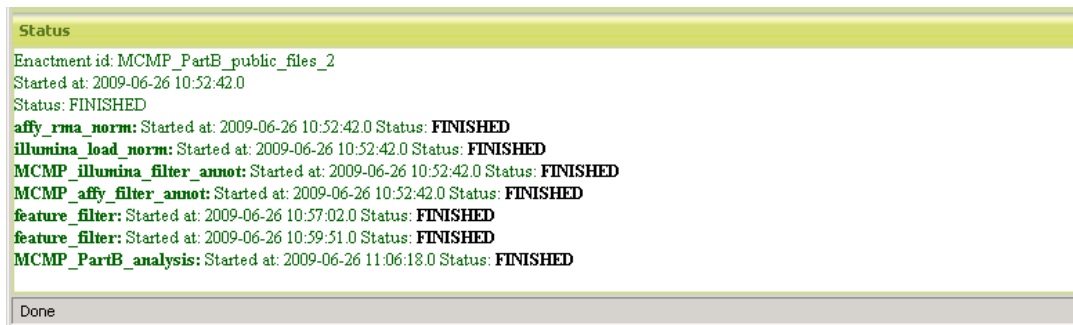 Status
Enactment id: MCMP_PartB_public_files_2
Started at: 2009-06-26 10:52:42.0
Status: FINISHED
affy_rma_norm: Started at: 2009-06-26 10:52:42.0 Status: FINISHED
illumina_load_norm: Started at: 2009-06-26 10:52:42.0 Status: FINISHED
MCMP_illumina_filter_annot: Started at: 2009-06-26 10:52:42.0 Status: FINISHED
MCMP_affy_filter_annot: Started at: 2009-06-26 10:52:42.0 Status: FINISHED
feature_filter: Started at: 2009-06-26 10:57:02.0 Status: FINISHED
feature_filter: Started at: 2009-06-26 10:59:51.0 Status: FINISHED
MCMP_PartB_analysis: Started at: 2009-06-26 11:06:18.0 Status: FINISHED
Done